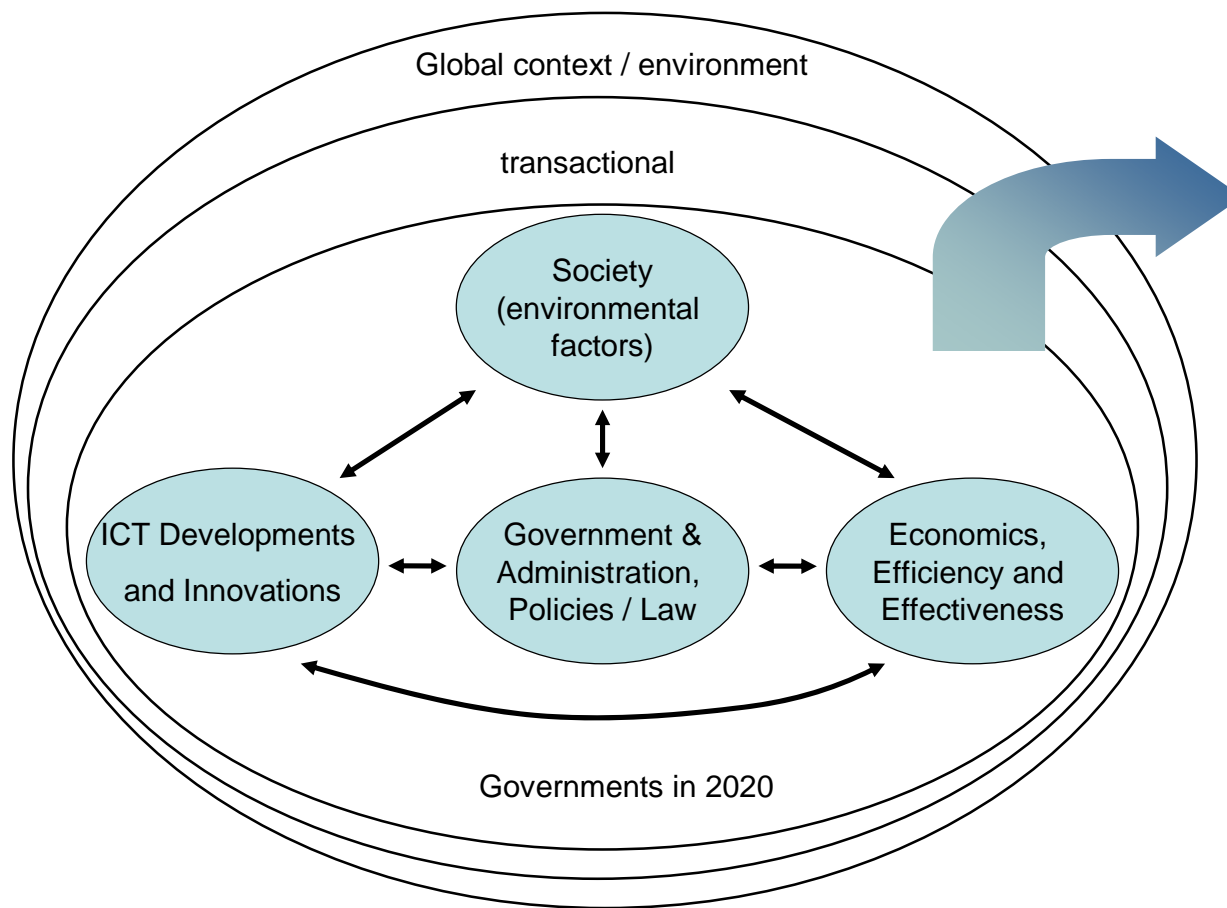 Global context / environment
transactional
Society
(environmental
factors)
ICT Developments
and Innovations
Government &
Administration,
Policies / Law
Economics,
Efficiency and
Effectiveness
Governments in 2020